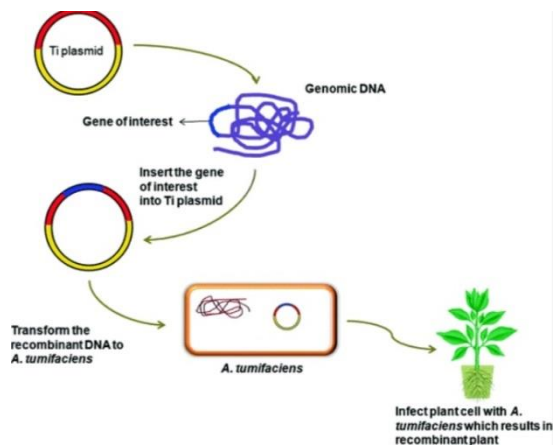 Ti plasmid
Genomic DNA
Gene of interest
Insert the gene
of interest
into Ti plasmid
Transform the
recombinant DNA to
A. tumifaciens
A. tumifaciens
Infect plant cell with A.
tumifaciens which results in
recombinant plant